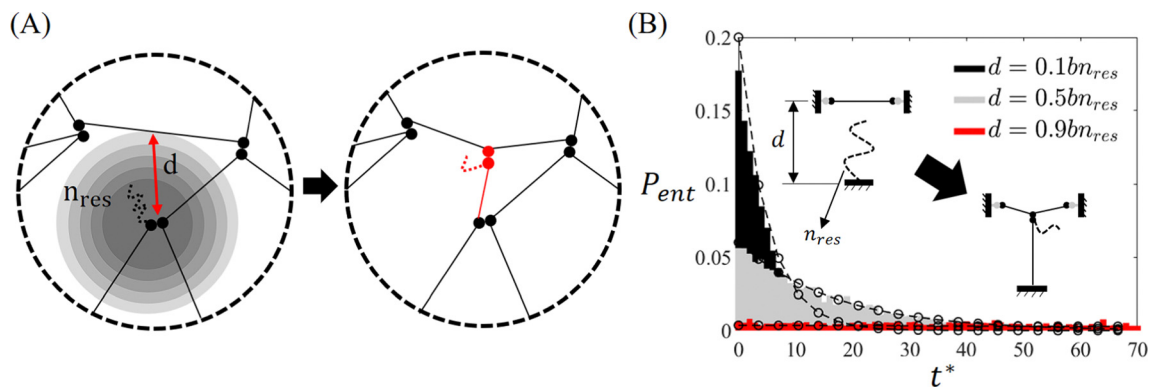 (A)
d
n_res
(B)
0.2
0.15
0.1
0.05
0
P_ent
d = 0.1bn_res
d = 0.5bn_res
d = 0.9bn_res
d
n_res
0 10 20 30 40 50 60 70
t*